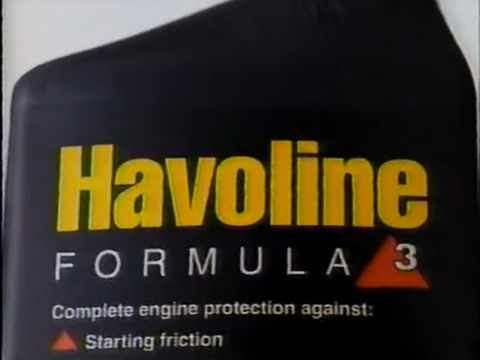 Havoline
FORMULA 3
Complete engine protection against:
Starting friction